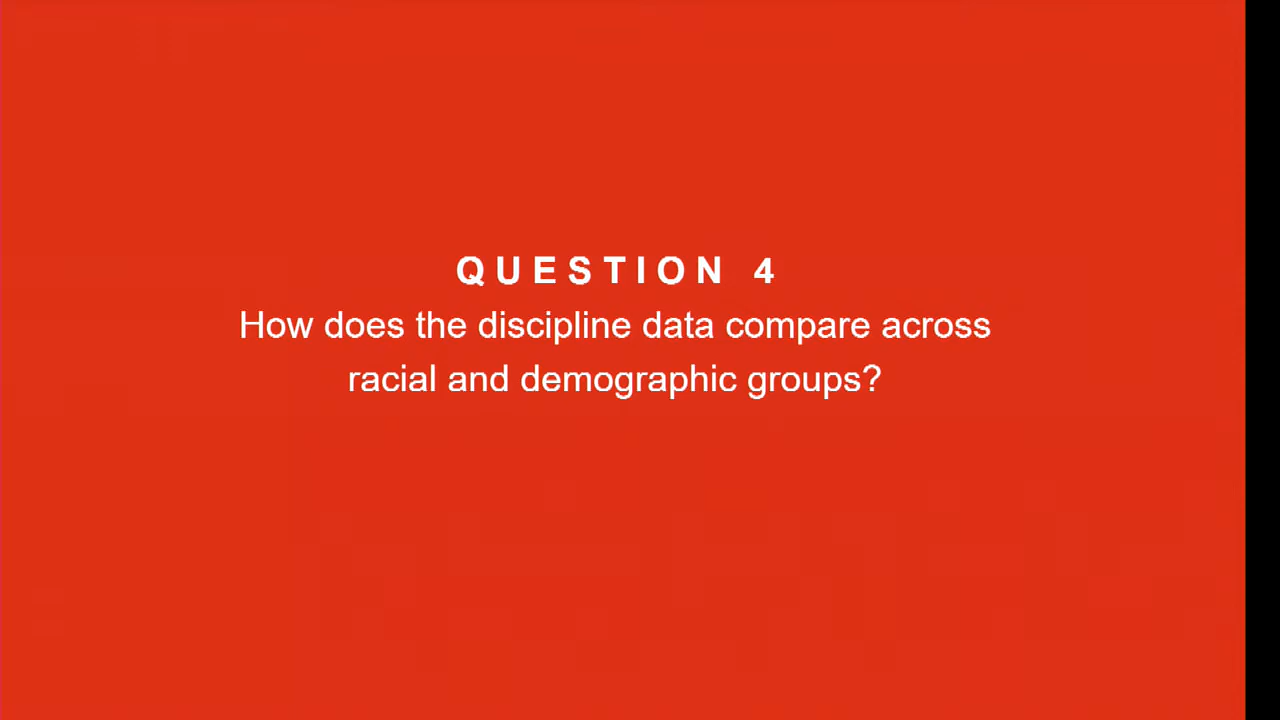 QUESTION 4
How does the discipline data compare across
racial and demographic groups?